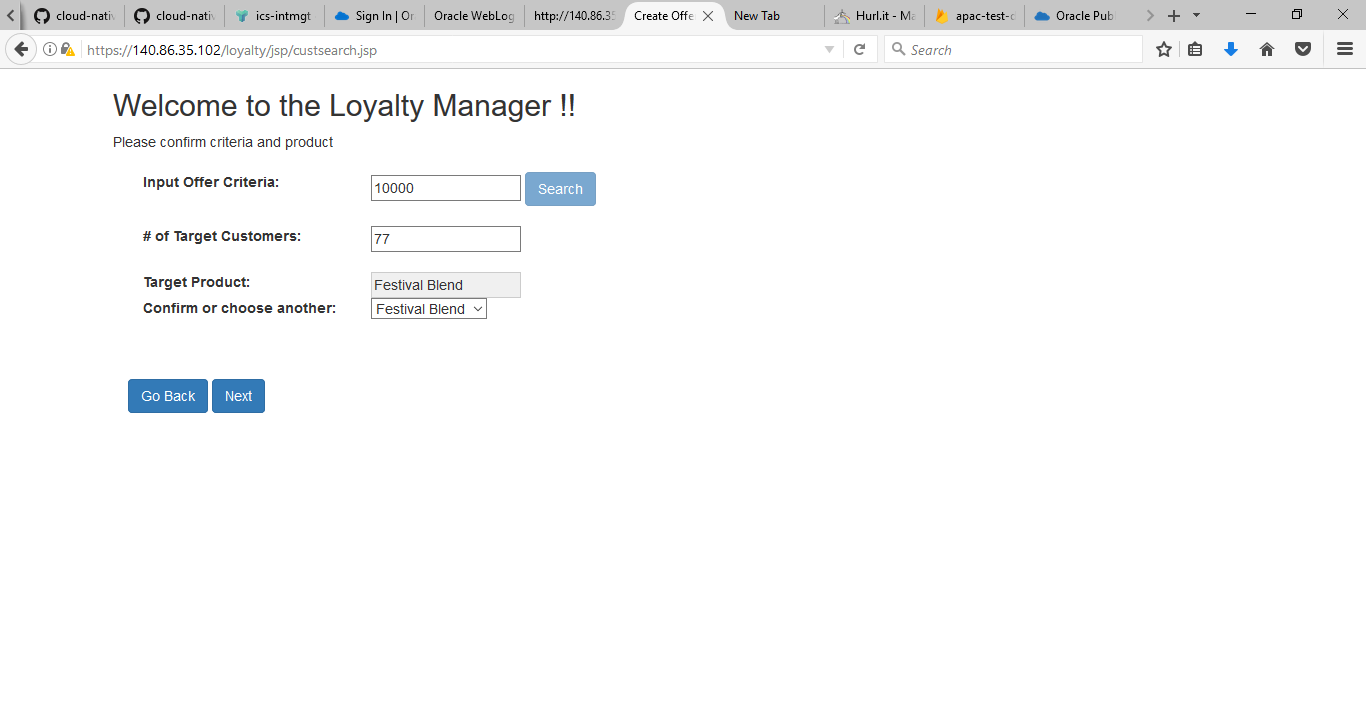 cloud-nativ cloud-nativ ics-intmgt Sign In | Or Oracle WebLog http://140.86.35 Create Offe New Tab Hurl.it - Ma apac-test-d Oracle Publ
https://140.86.35.102/loyalty/jsp/custsearch.jsp Search
Welcome to the Loyalty Manager !!
Please confirm criteria and product
Input Offer Criteria: 10000 Search
# of Target Customers: 77
Target Product: Festival Blend
Confirm or choose another: Festival Blend
Go Back Next